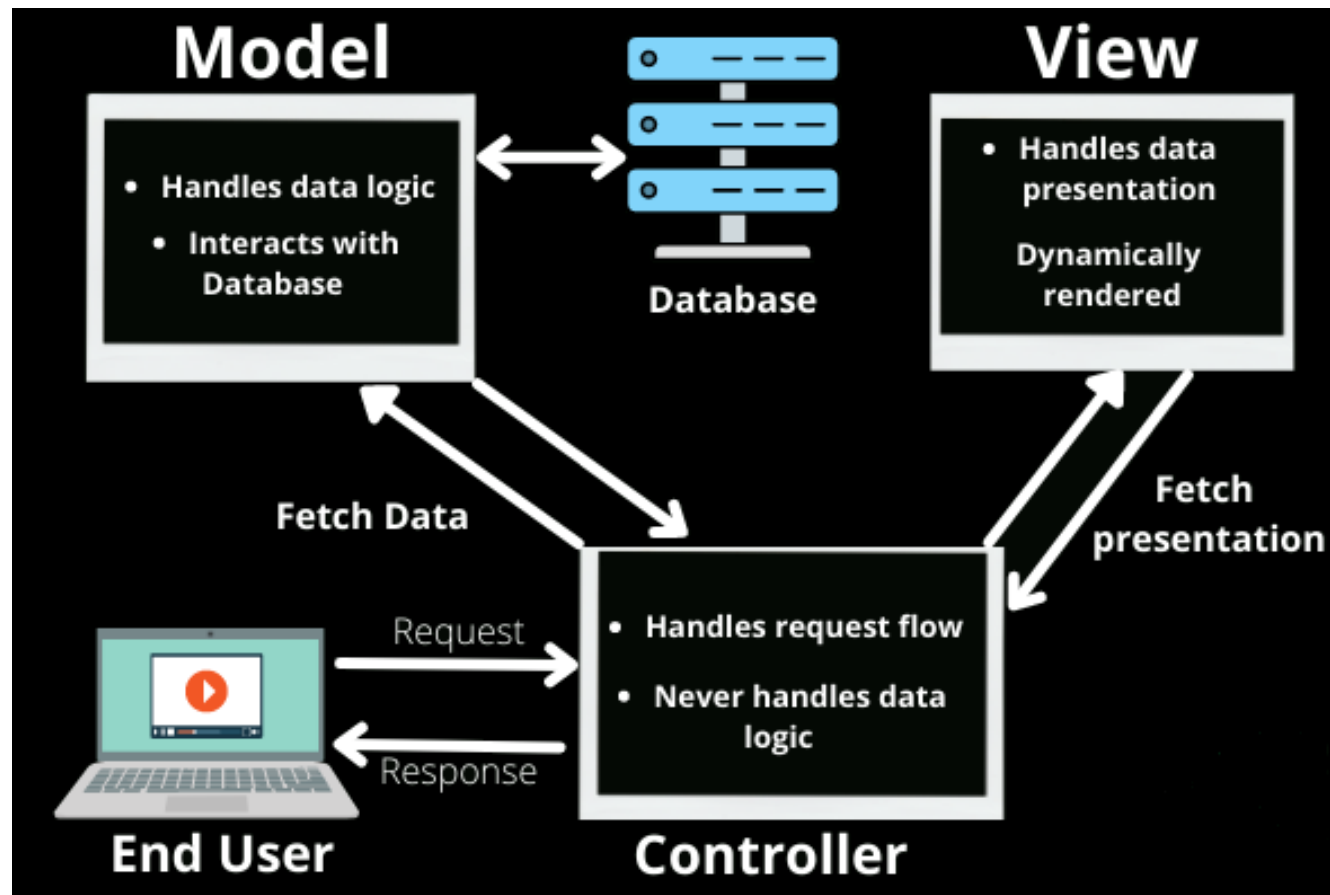 Model
View
• Handles data logic
• Interacts with
Database
Database
• Handles data
presentation
Dynamically
rendered
Fetch Data
Fetch
presentation
Request
Response
• Handles request flow
• Never handles data
logic
End User
Controller